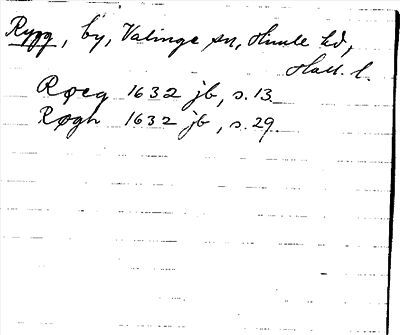 Rygg, by, Valinge sn, Himle hd,
Hall. l.
Røeg 1632 jb, s. 13.
Røgh 1632 jb, s. 29.